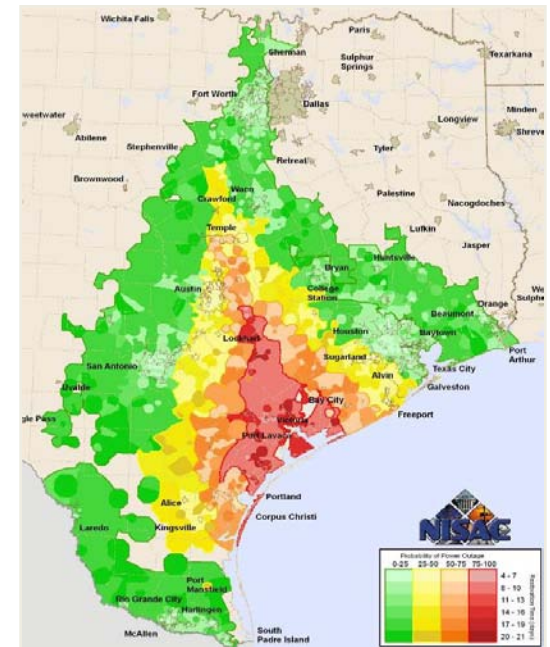 Wichita Falls
Paris
Sherman
Sulphur
Springs
Texarkana
Fort Worth
Dallas
Minden
weetwater
Longview
Shreve
Abilene
Stephenville
Tyler
Retreat
Brownwood
Palestine
Waco
Crawford
Nacogdoches
Lufkin
Temple
Jasper
Huntsville
Bryan
Austin
College
Station
Orange
We
Sulphe
Beaumont
Houston
Baytown
Lockhart
Sugarland
Port
Arthur
San Antonio
Alvin
Texas City
Uvalde
Galveston
Bay City
Freeport
gle Pass
Victoria
Port Lavaca
Portland
Alice
Corpus Christi
Kingsville
Laredo
NISAC
Port
Mansfield
Rio Grande City
Harlingen
McAllen
South
Padre Island
Probability of Power Outage
0-25 25-50 50-75 75-100
4 - 7
8 - 10
11 - 13
14 - 16
17 - 19
20 - 21
Restoration Time (days)